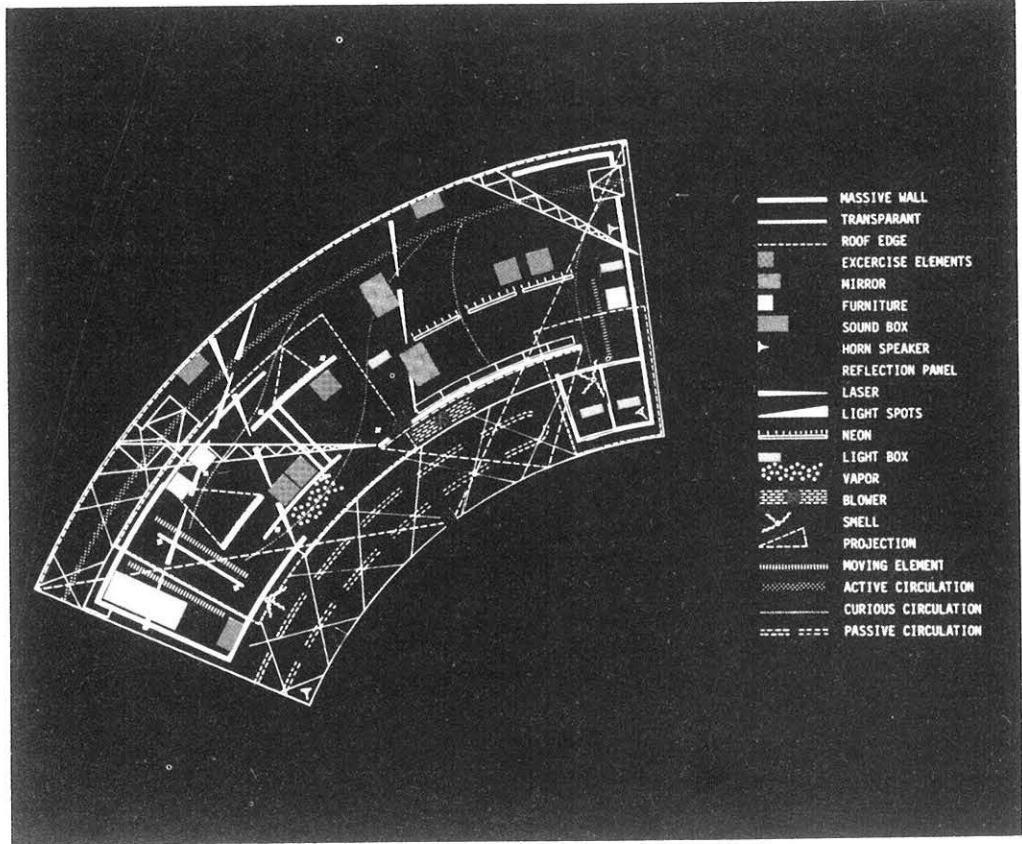 MASSIVE WALL
TRANSPARANT
ROOF EDGE
EXCERCISE ELEMENTS
MIRROR
FURNITURE
SOUND BOX
HORN SPEAKER
REFLECTION PANEL
LASER
LIGHT SPOTS
NEON
LIGHT BOX
VAPOR
BLOWER
SMELL
PROJECTION
MOVING ELEMENT
ACTIVE CIRCULATION
CURIOUS CIRCULATION
PASSIVE CIRCULATION